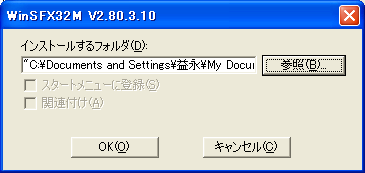 WinSFX32M V2.80.3.10
インストールするフォルダ(D):
"C:¥Documents and Settings¥益永¥My Docu
参照(B)...
スタートメニューに登録(S)
関連付け(A)
OK(O)
キャンセル(C)